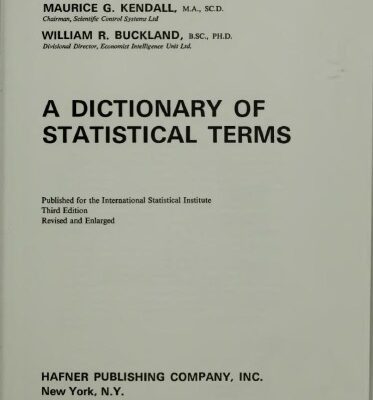 MAURICE G. KENDALL, M.A., SC.D.
Chairman, Scientific Control Systems Ltd
WILLIAM R. BUCKLAND, B.SC., PH.D.
Divisional Director, Economist Intelligence Unit Ltd.
A DICTIONARY OF
STATISTICAL TERMS
Published for the International Statistical Institute
Third Edition
Revised and Enlarged
HAFNER PUBLISHING COMPANY, INC.
New York, N.Y.